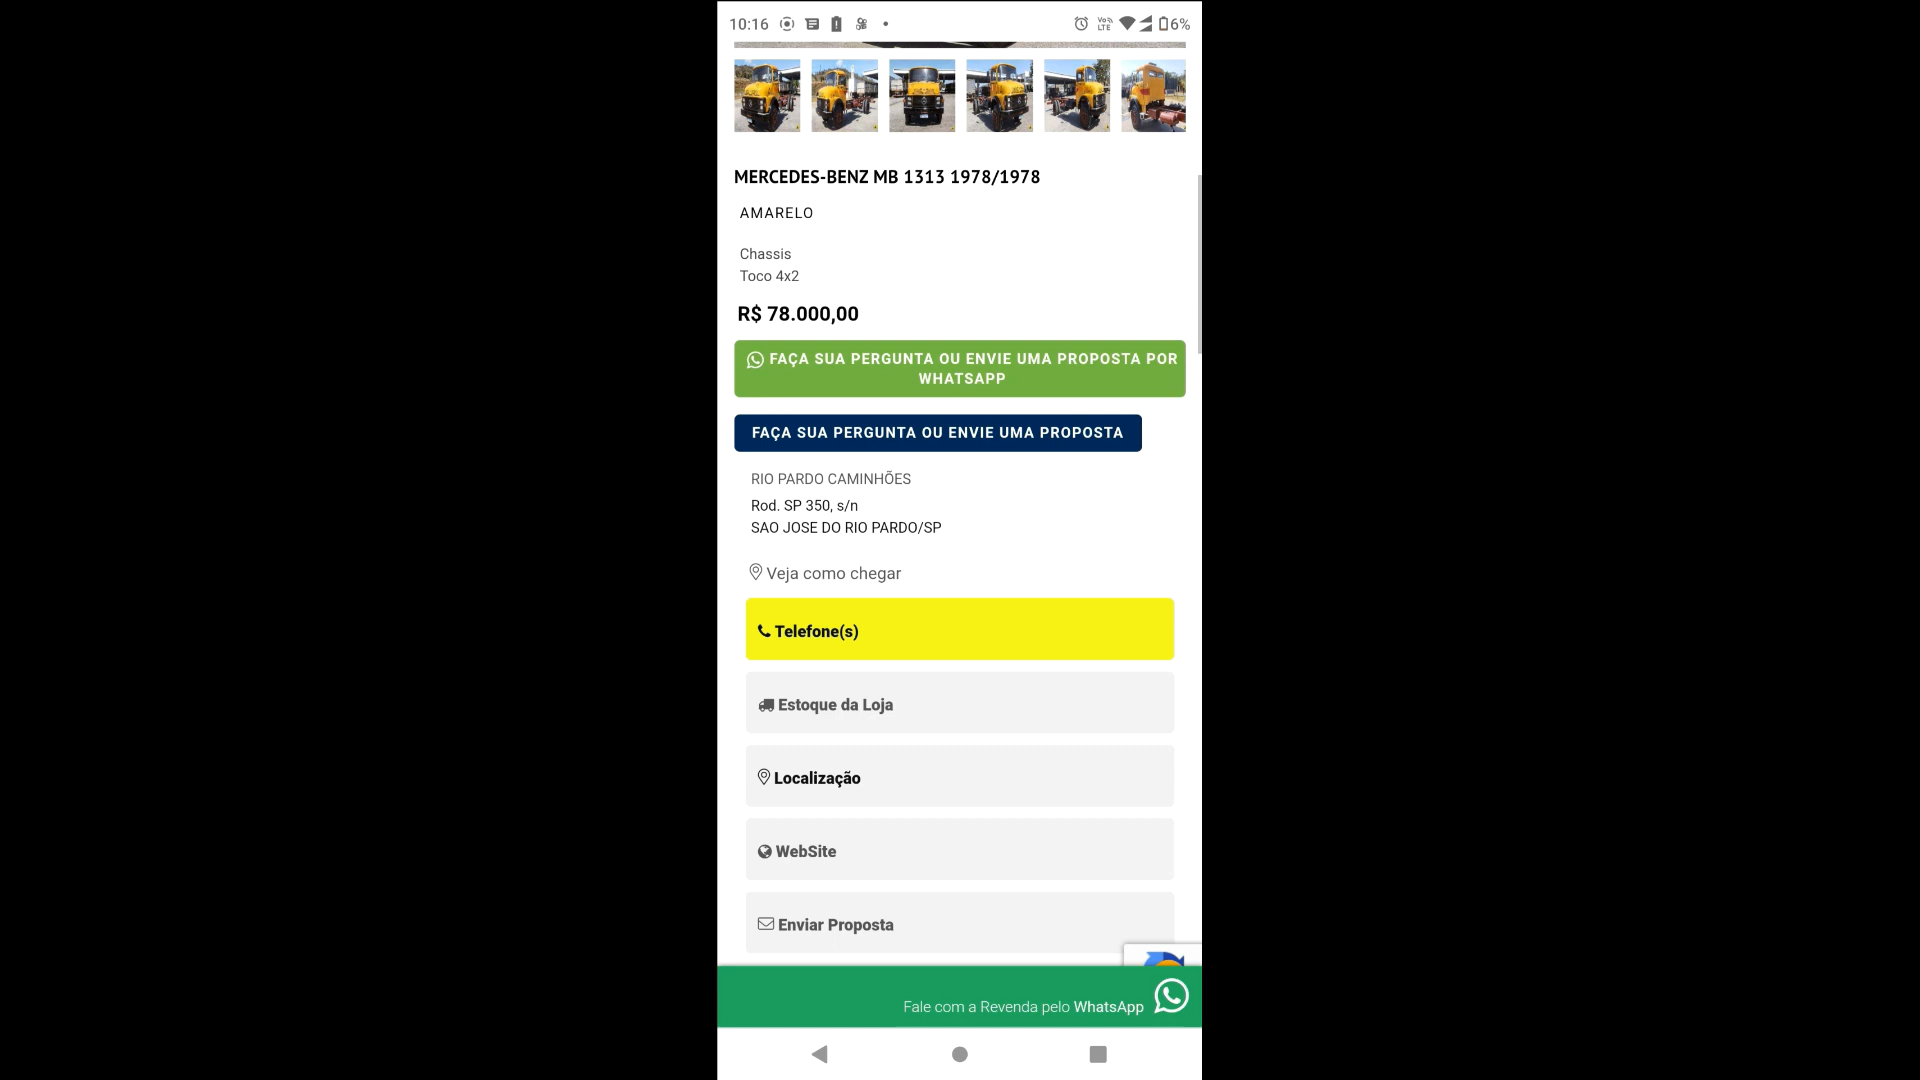 10:16
Vo LTE
6%
MERCEDES-BENZ MB 1313 1978/1978
AMARELO
Chassis
Toco 4x2
R$ 78.000,00
FAÇA SUA PERGUNTA OU ENVIE UMA PROPOSTA POR
WHATSAPP
FAÇA SUA PERGUNTA OU ENVIE UMA PROPOSTA
RIO PARDO CAMINHÕES
Rod. SP 350, s/n
SAO JOSE DO RIO PARDO/SP
Veja como chegar
Telefone(s)
Estoque da Loja
Localização
WebSite
Enviar Proposta
Fale com a Revenda pelo WhatsApp